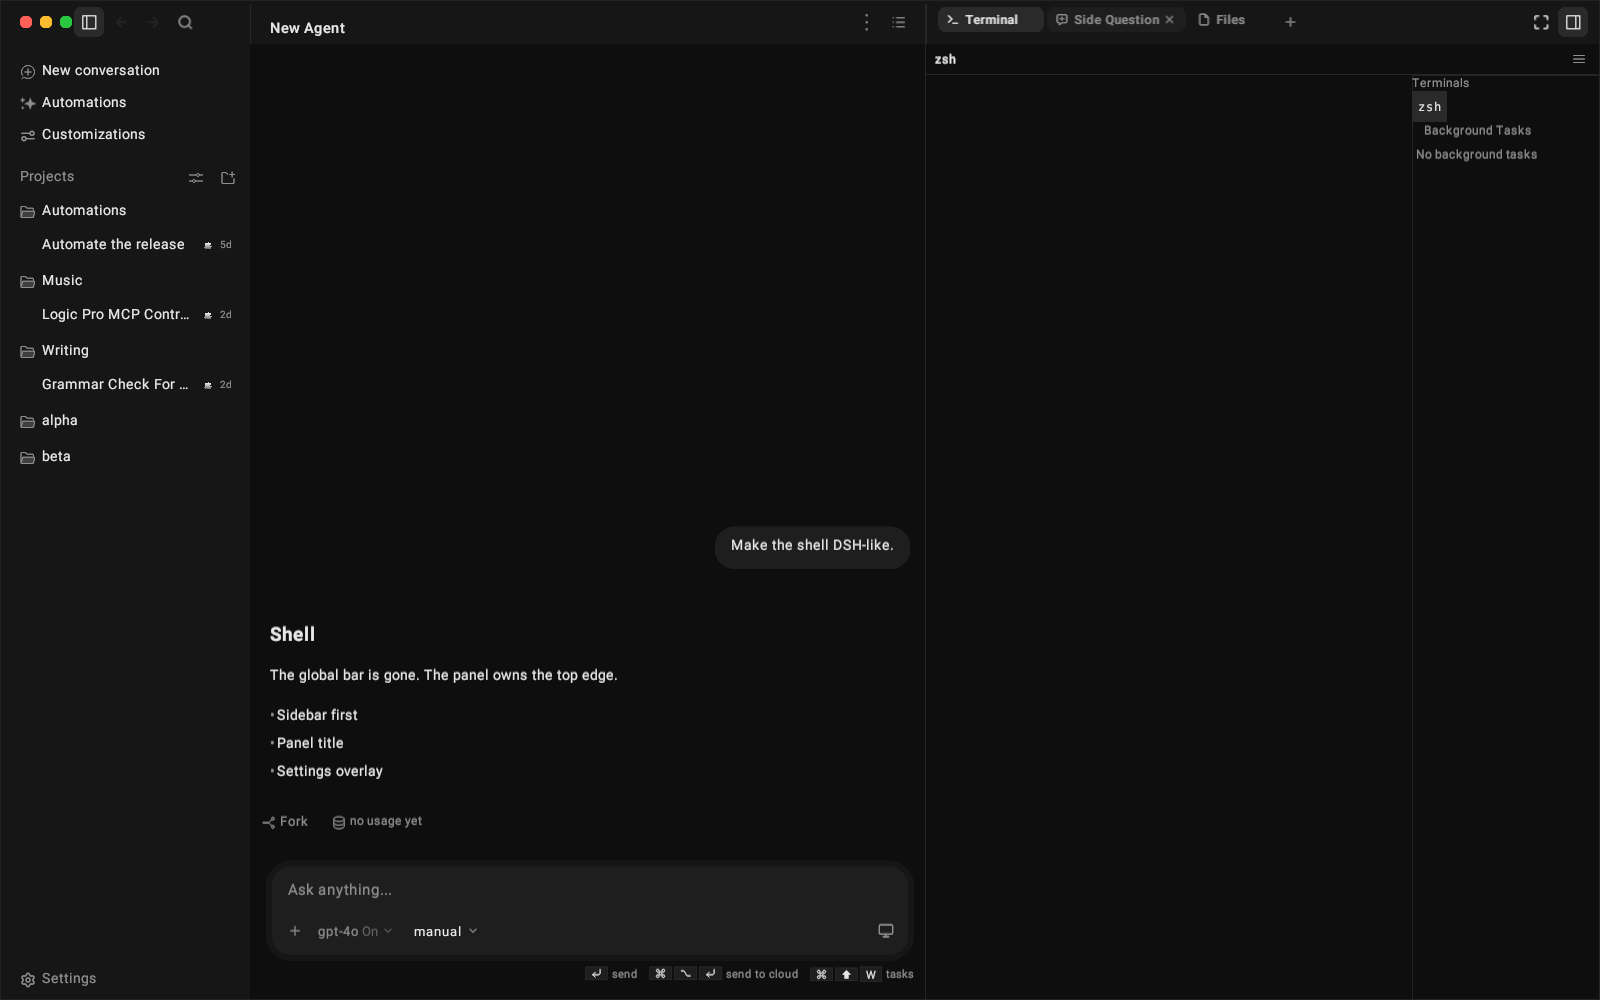 New conversation
Automations
Customizations
Projects
Automations
Automate the release 5d
Music
Logic Pro MCP Contr... 2d
Writing
Grammar Check For ... 2d
alpha
beta
Settings
New Agent
Make the shell DSH-like.
Shell
The global bar is gone. The panel owns the top edge.
• Sidebar first
• Panel title
• Settings overlay
Fork no usage yet
Ask anything...
gpt-4o On manual
send send to cloud W tasks
Terminal Side Question Files
zsh
Terminals
zsh
Background Tasks
No background tasks